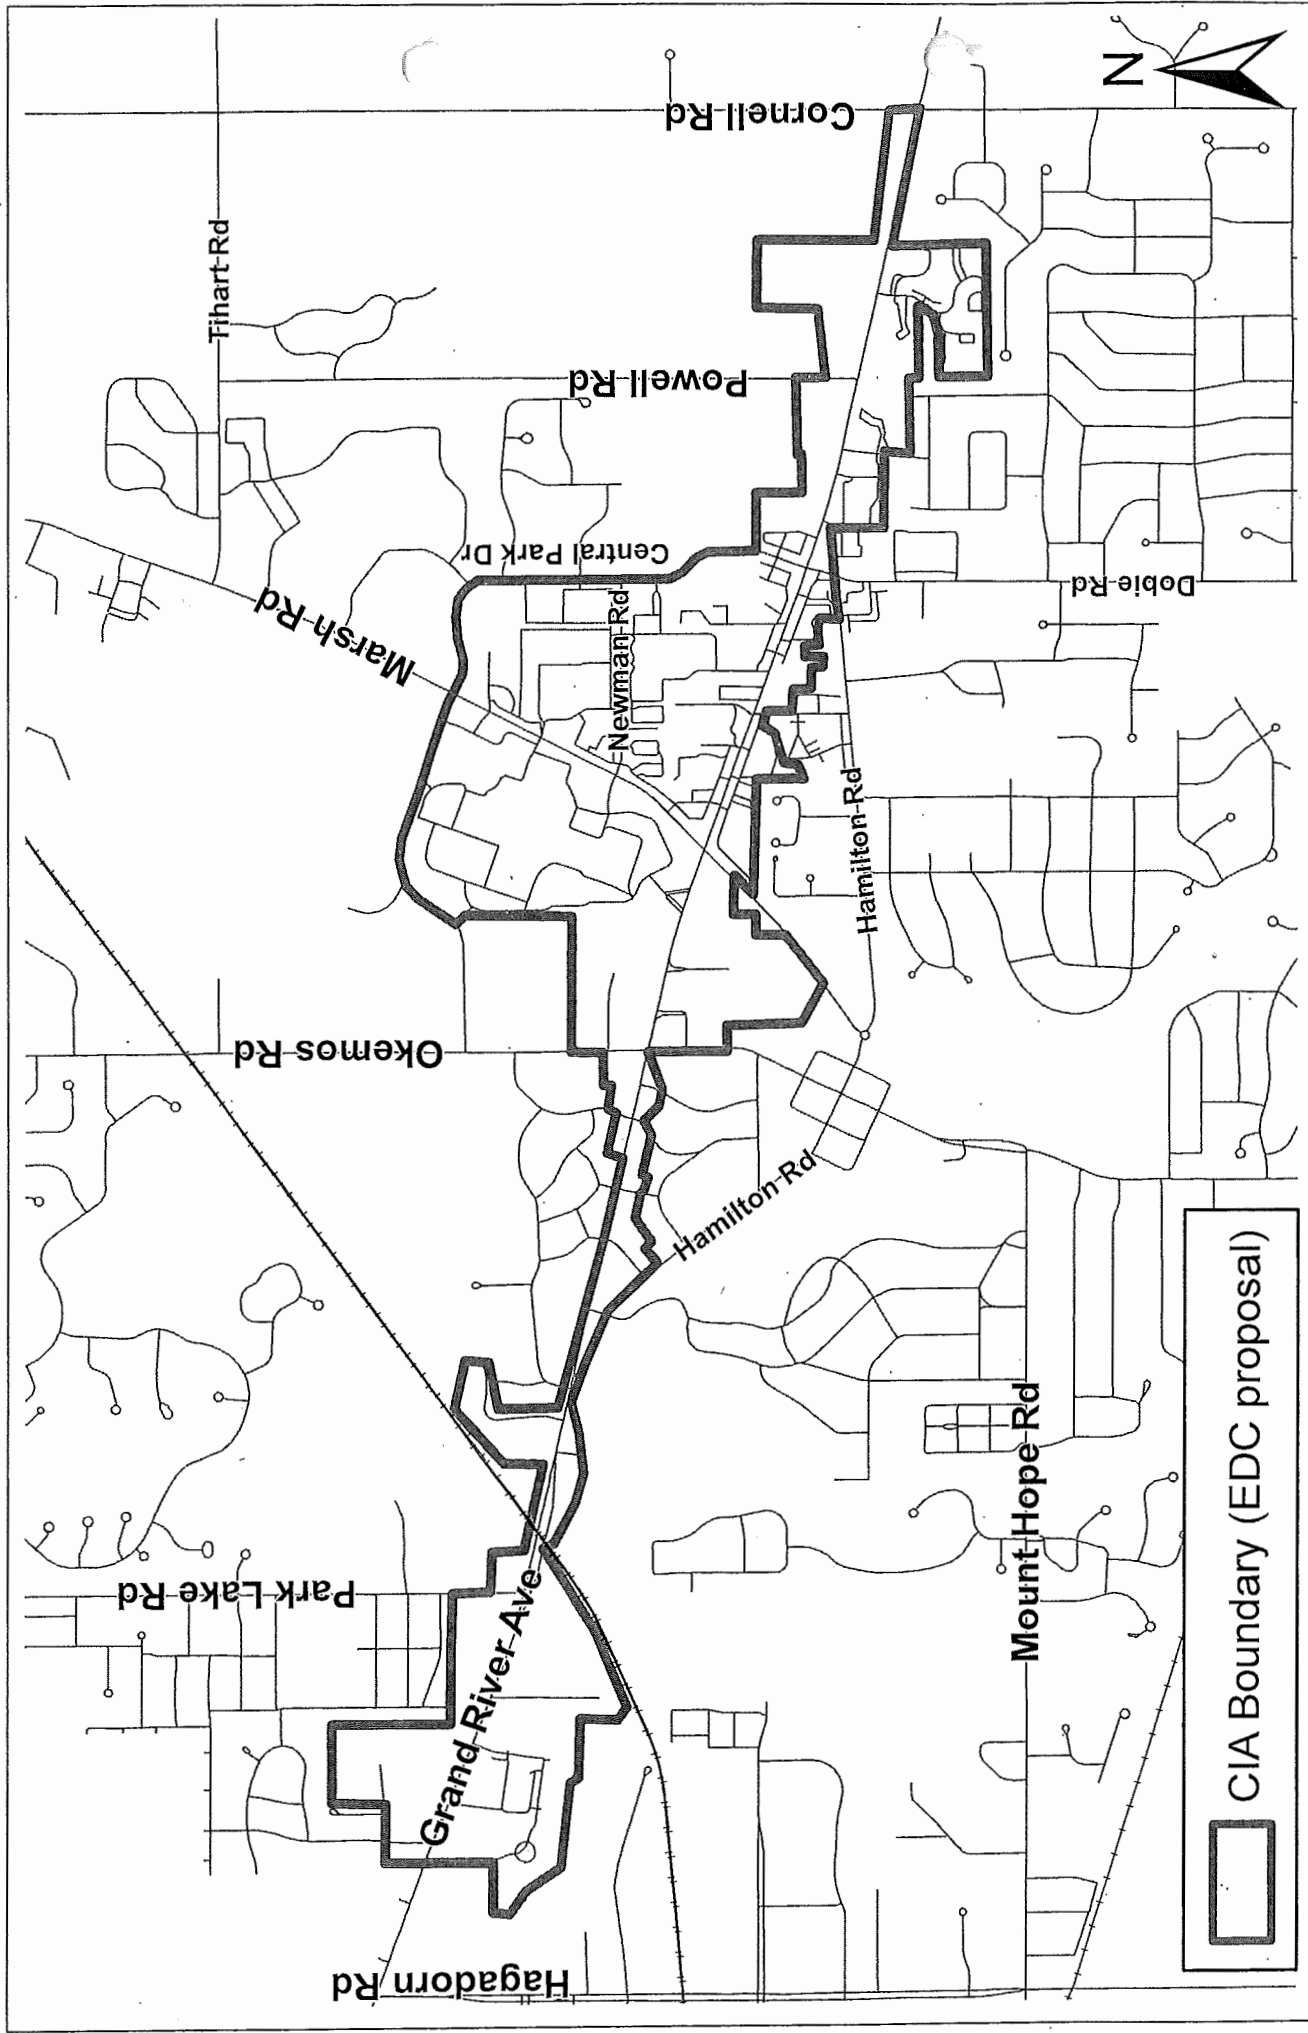 Cornell Rd
N
Tihart Rd
Powell Rd
Central Park Dr
Marsh Rd
Newman Rd
Dobie Rd
Hamilton Rd
Okemos Rd
Hamilton Rd
Park Lake Rd
Grand River Ave
Mount Hope Rd
Hagadorn Rd
CIA Boundary (EDC proposal)